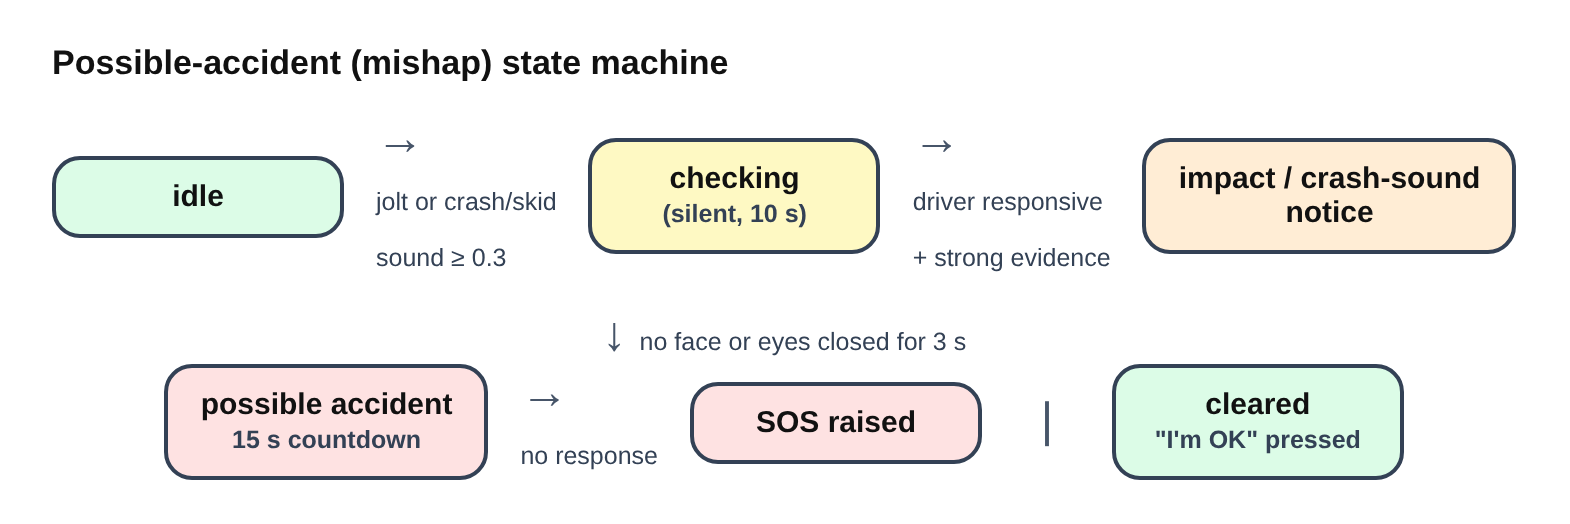 Possible-accident (mishap) state machine
idle
→
jolt or crash/skid
sound ≥ 0.3
checking
(silent, 10 s)
→
driver responsive
+ strong evidence
impact / crash-sound
notice
↓ no face or eyes closed for 3 s
possible accident
15 s countdown
→
no response
SOS raised
|
cleared
"I'm OK" pressed